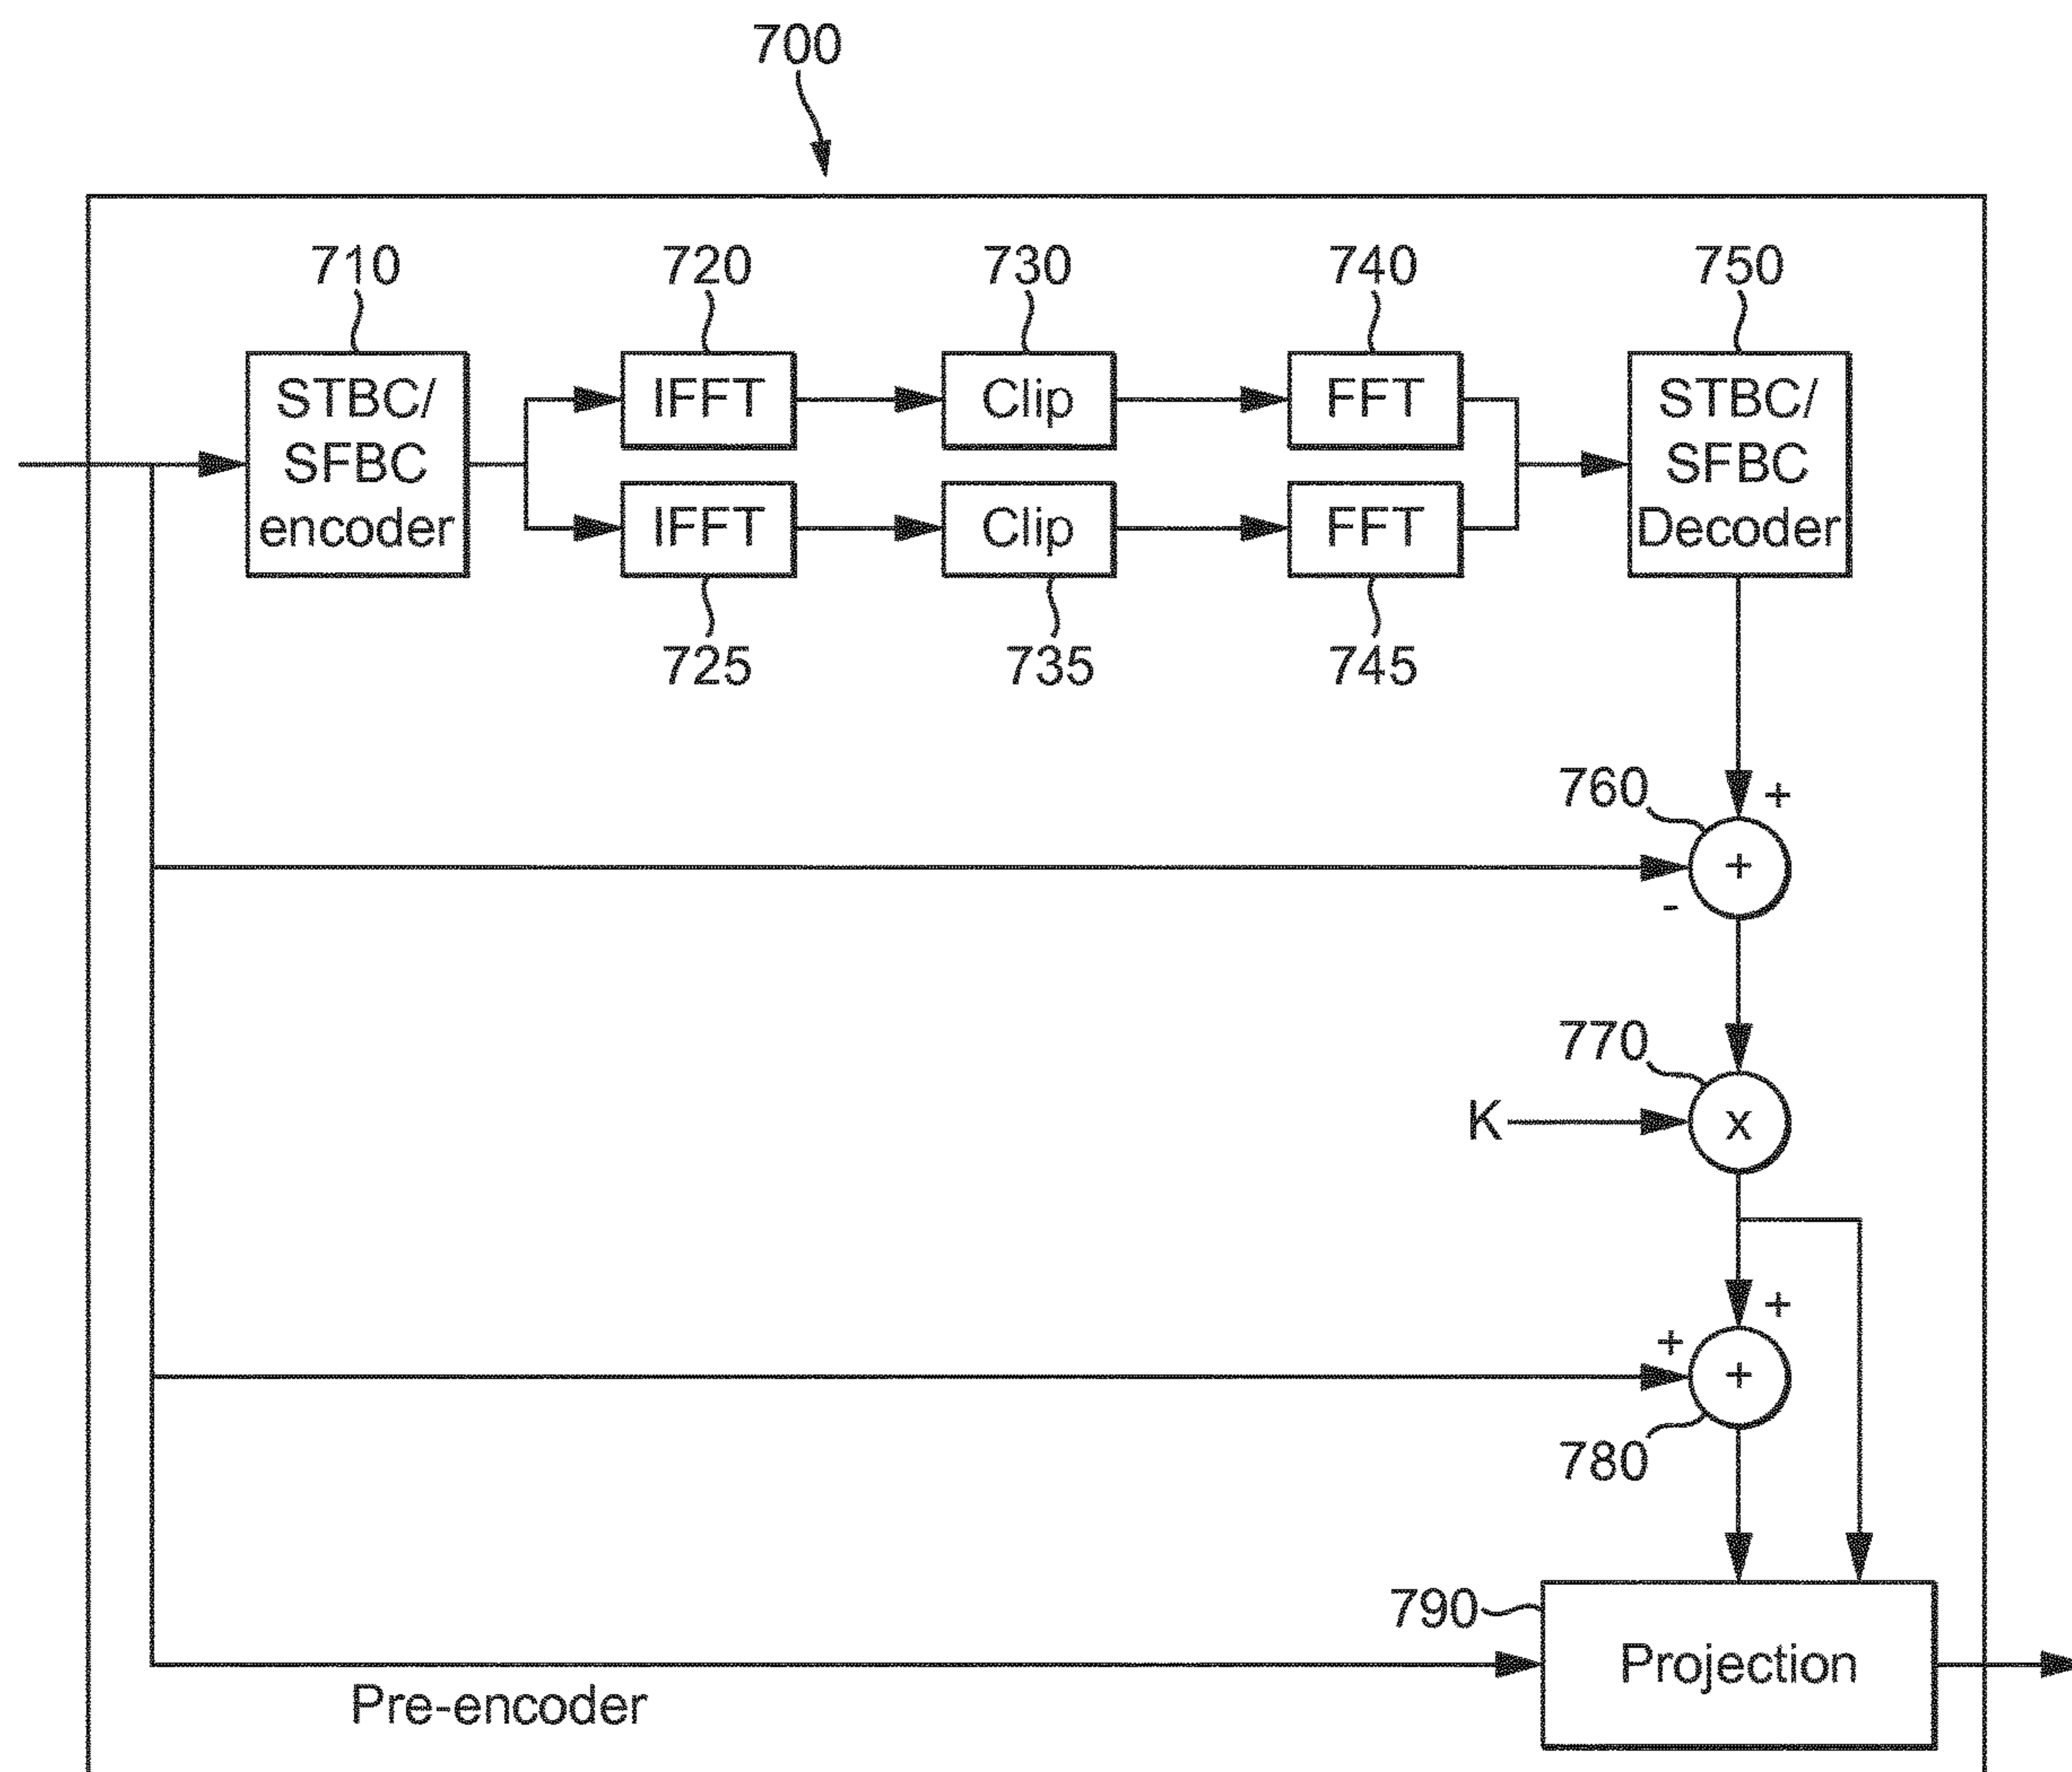 700
710
720
730
740
750
STBC/
SFBC
encoder
IFFT
Clip
FFT
STBC/
SFBC
Decoder
IFFT
Clip
FFT
725
735
745
760
+
+
-
770
K
x
+
+
+
780
790
Projection
Pre-encoder